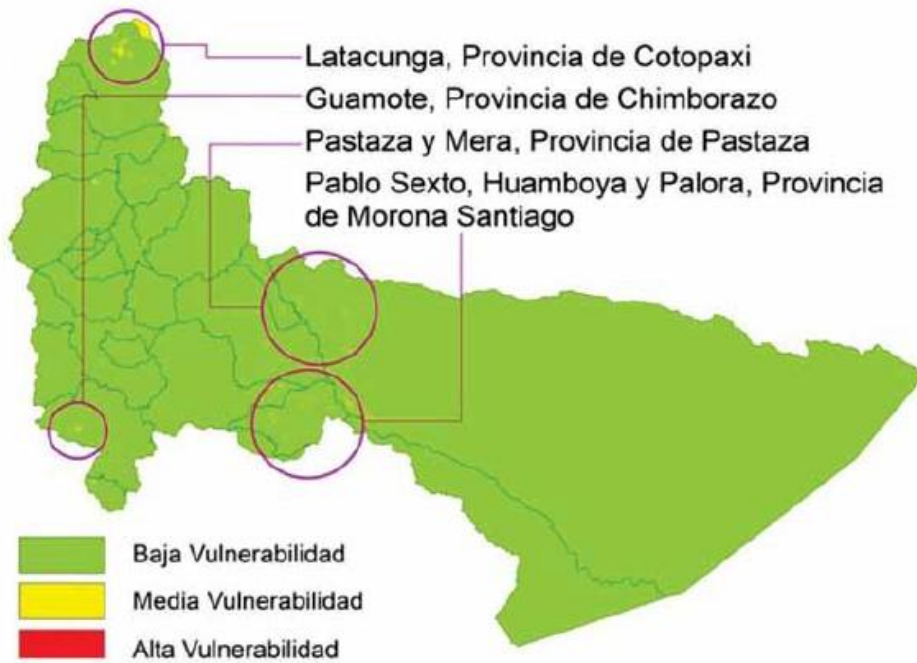 Latacunga, Provincia de Cotopaxi
Guamote, Provincia de Chimborazo
Pastaza y Mera, Provincia de Pastaza
Pablo Sexto, Huamboya y Palora, Provincia
de Morona Santiago
Baja Vulnerabilidad
Media Vulnerabilidad
Alta Vulnerabilidad